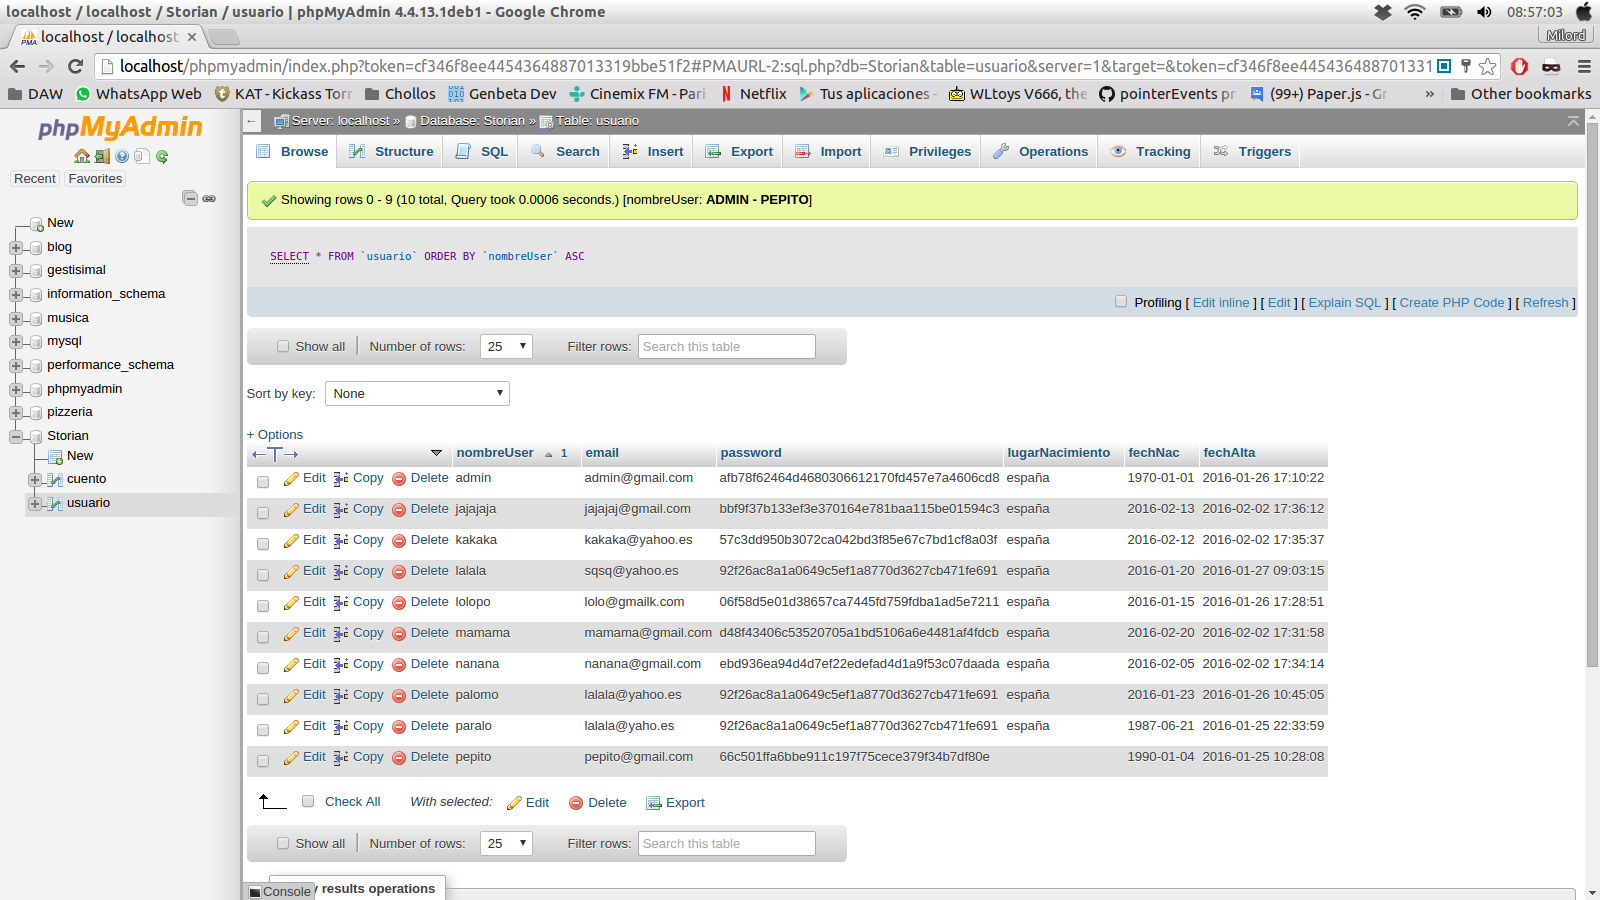 localhost / localhost / Storian / usuario | phpMyAdmin 4.4.13.1deb1 - Google Chrome 08:57:03
localhost / localhost Milord
localhost/phpmyadmin/index.php?token=cf346f8ee4454364887013319bbe51f2#PMAURL-2:sql.php?db=Storian&table=usuario&server=1&target=&token=cf346f8ee4454364887013319
DAW WhatsApp Web KAT - Kickass Torr Chollos Genbeta Dev Cinemix FM - Pari Netflix Tus aplicaciones - WLtoys V666, the pointerEvents pr (99+) Paper.js - Gr » Other bookmarks
phpMyAdmin
Recent Favorites
New
blog
gestisimal
information_schema
musica
mysql
performance_schema
phpmyadmin
pizzeria
Storian
New
cuento
usuario
Server: localhost » Database: Storian » Table: usuario
Browse Structure SQL Search Insert Export Import Privileges Operations Tracking Triggers
Showing rows 0 - 9 (10 total, Query took 0.0006 seconds.) [nombreUser: ADMIN - PEPITO]
SELECT * FROM `usuario` ORDER BY `nombreUser` ASC
Profiling [ Edit inline ] [ Edit ] [ Explain SQL ] [ Create PHP Code ] [ Refresh ]
Show all Number of rows: 25 Filter rows: Search this table
Sort by key: None
+ Options
nombreUser 1 email password lugarNacimiento fechNac fechAlta
Edit Copy Delete admin admin@gmail.com afb78f62464d4680306612170fd457e7a4606cd8 españa 1970-01-01 2016-01-26 17:10:22
Edit Copy Delete jajajaja jajajaj@gmail.com bbf9f37b133ef3e370164e781baa115be01594c3 españa 2016-02-13 2016-02-02 17:36:12
Edit Copy Delete kakaka kakaka@yahoo.es 57c3dd950b3072ca042bd3f85e67c7bd1cf8a03f españa 2016-02-12 2016-02-02 17:35:37
Edit Copy Delete lalala sqsq@yahoo.es 92f26ac8a1a0649c5ef1a8770d3627cb471fe691 españa 2016-01-20 2016-01-27 09:03:15
Edit Copy Delete lolopo lolo@gmailk.com 06f58d5e01d38657ca7445fd759fdba1ad5e7211 españa 2016-01-15 2016-01-26 17:28:51
Edit Copy Delete mamama mamama@gmail.com d48f43406c53520705a1bd5106a6e4481af4fdcb españa 2016-02-20 2016-02-02 17:31:58
Edit Copy Delete nanana nanana@gmail.com ebd936ea94d4d7ef22edefad4d1a9f53c07daada españa 2016-02-05 2016-02-02 17:34:14
Edit Copy Delete palomo lalala@yahoo.es 92f26ac8a1a0649c5ef1a8770d3627cb471fe691 españa 2016-01-23 2016-01-26 10:45:05
Edit Copy Delete paralo lalala@yaho.es 92f26ac8a1a0649c5ef1a8770d3627cb471fe691 españa 1987-06-21 2016-01-25 22:33:59
Edit Copy Delete pepito pepito@gmail.com 66c501ffa6bbe911c197f75cece379f34b7df80e 1990-01-04 2016-01-25 10:28:08
Check All With selected: Edit Delete Export
Show all Number of rows: 25 Filter rows: Search this table
Console y results operations